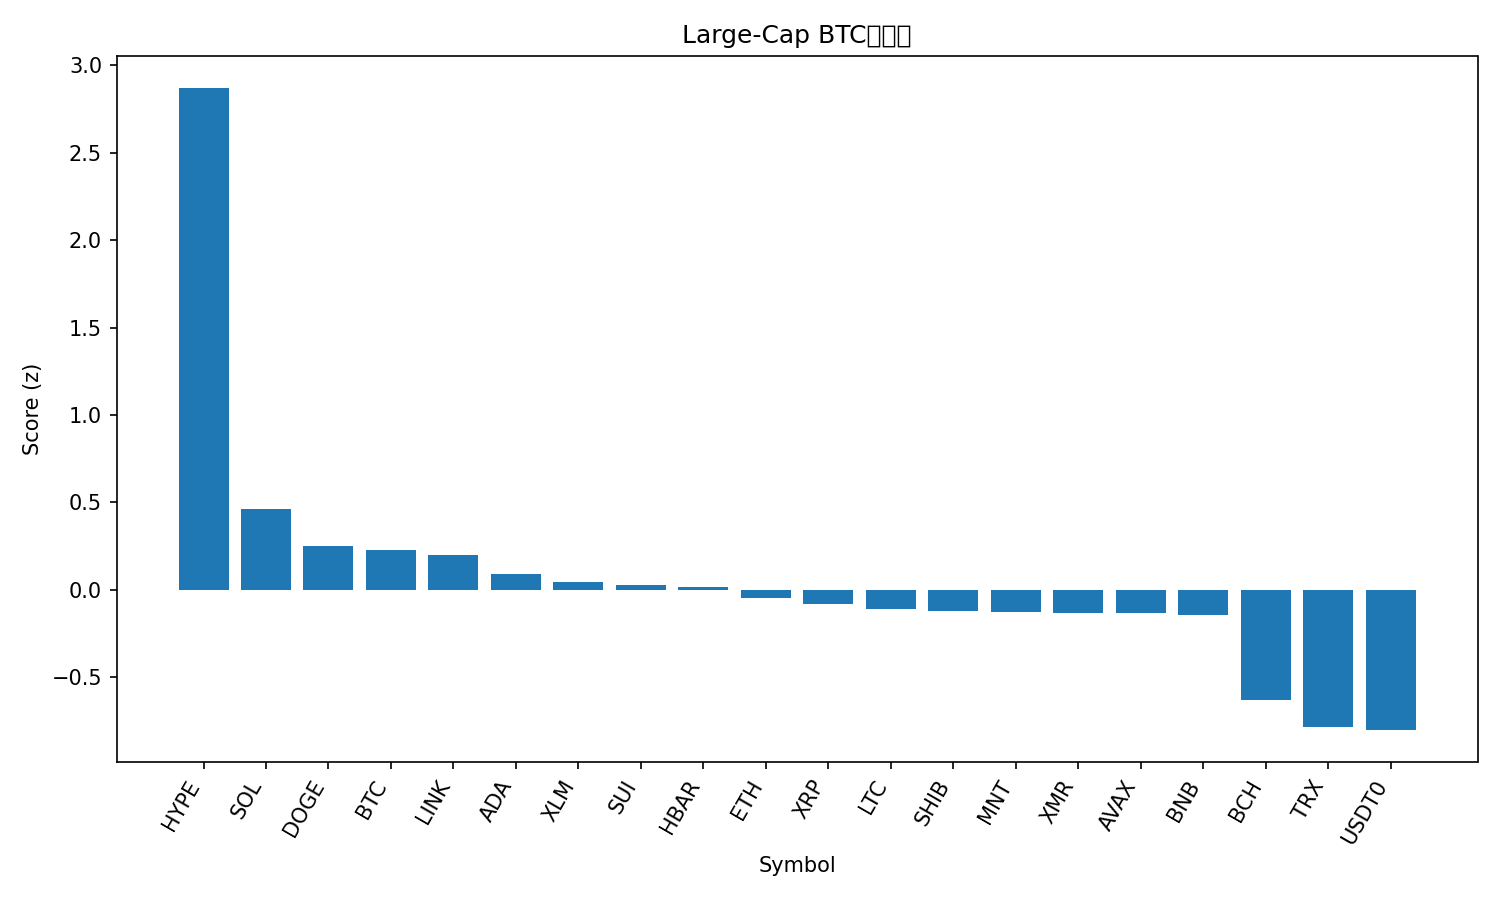 Large-Cap BTC
3.0
2.5
2.0
1.5
1.0
0.5
0.0
−0.5
Score (z)
HYPE
SOL
DOGE
BTC
LINK
ADA
XLM
SUI
HBAR
ETH
XRP
LTC
SHIB
MNT
XMR
AVAX
BNB
BCH
TRX
USDT0
Symbol